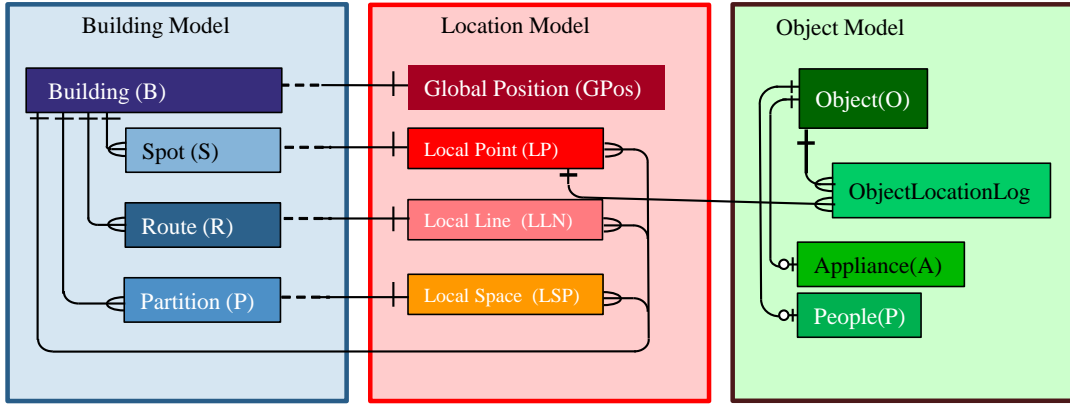 Building Model
Building (B)
Spot (S)
Route (R)
Partition (P)
Location Model
Global Position (GPos)
Local Point (LP)
Local Line (LLN)
Local Space (LSP)
Object Model
Object(O)
ObjectLocationLog
Appliance(A)
People(P)